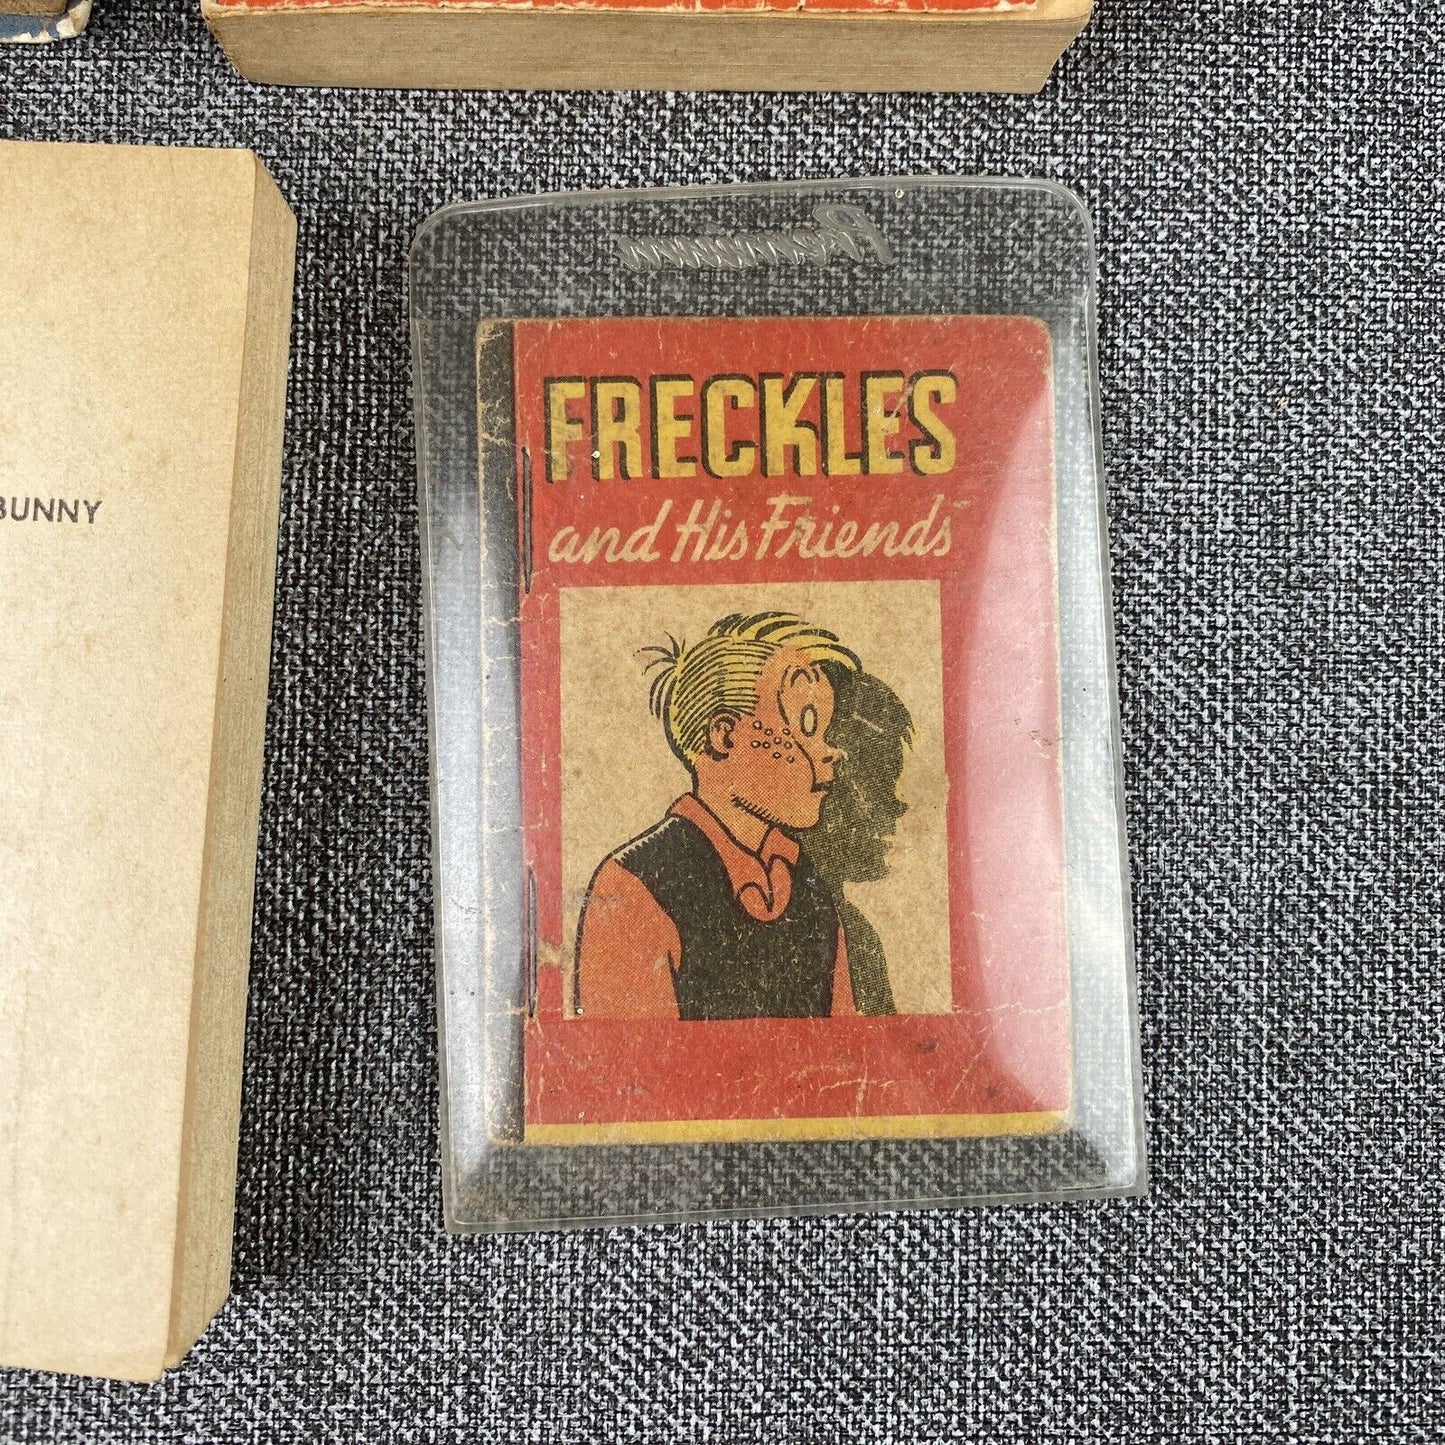 BUNNY
FRECKLES
and His Friends